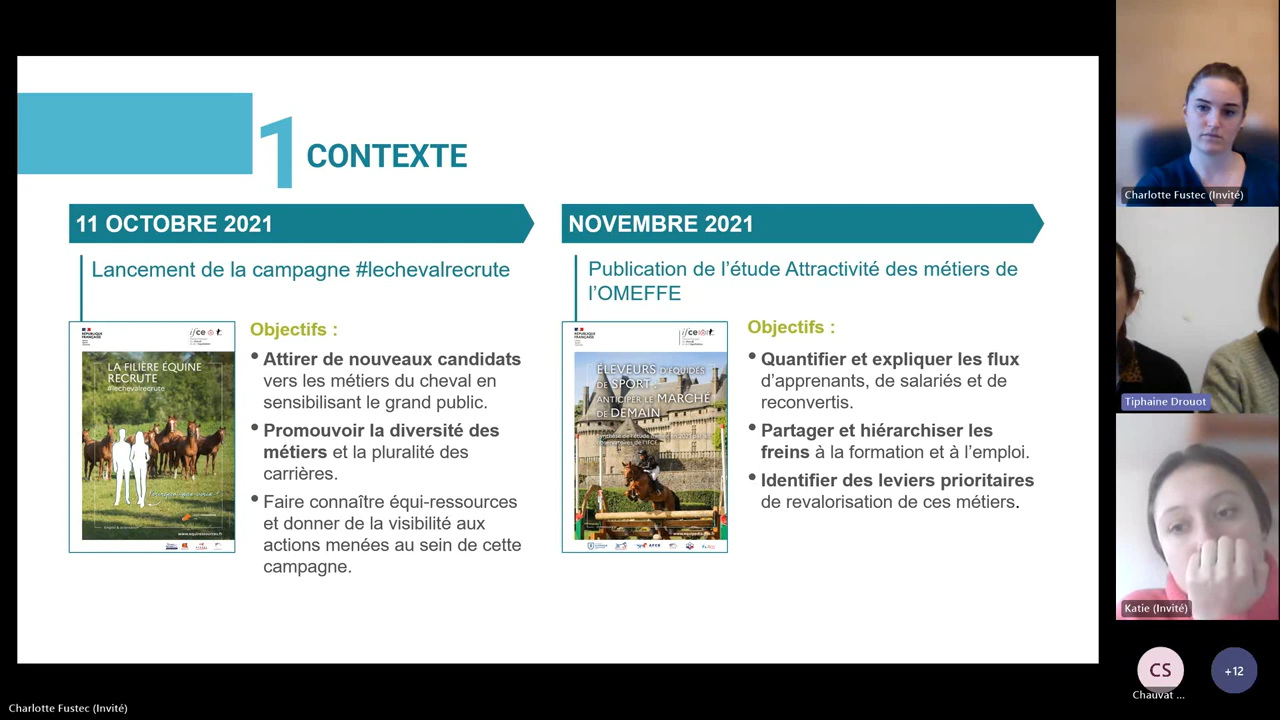 1 CONTEXTE
11 OCTOBRE 2021
Lancement de la campagne #lechevalrecrute
RÉPUBLIQUE
FRANÇAISE
ifce
LA FILIÈRE ÉQUINE
RECRUTE
#lechevalrecrute
www.equiressources.fr
Objectifs :
• Attirer de nouveaux candidats
vers les métiers du cheval en
sensibilisant le grand public.
• Promouvoir la diversité des
métiers et la pluralité des
carrières.
• Faire connaître équi-ressources
et donner de la visibilité aux
actions menées au sein de cette
campagne.
NOVEMBRE 2021
Publication de l’étude Attractivité des métiers de
l’OMEFFE
RÉPUBLIQUE
FRANÇAISE
ifce
ÉLEVEURS D'ÉQUIDÉS
DE SPORT :
ANTICIPER LE MARCHÉ
DE DEMAIN
Objectifs :
• Quantifier et expliquer les flux
d’apprenants, de salariés et de
reconvertis.
• Partager et hiérarchiser les
freins à la formation et à l’emploi.
• Identifier des leviers prioritaires
de revalorisation de ces métiers.
Charlotte Fustec (Invité)
Tiphaine Drouot
Katie (Invité)
CS
Chauvat ...
+12
Charlotte Fustec (Invité)